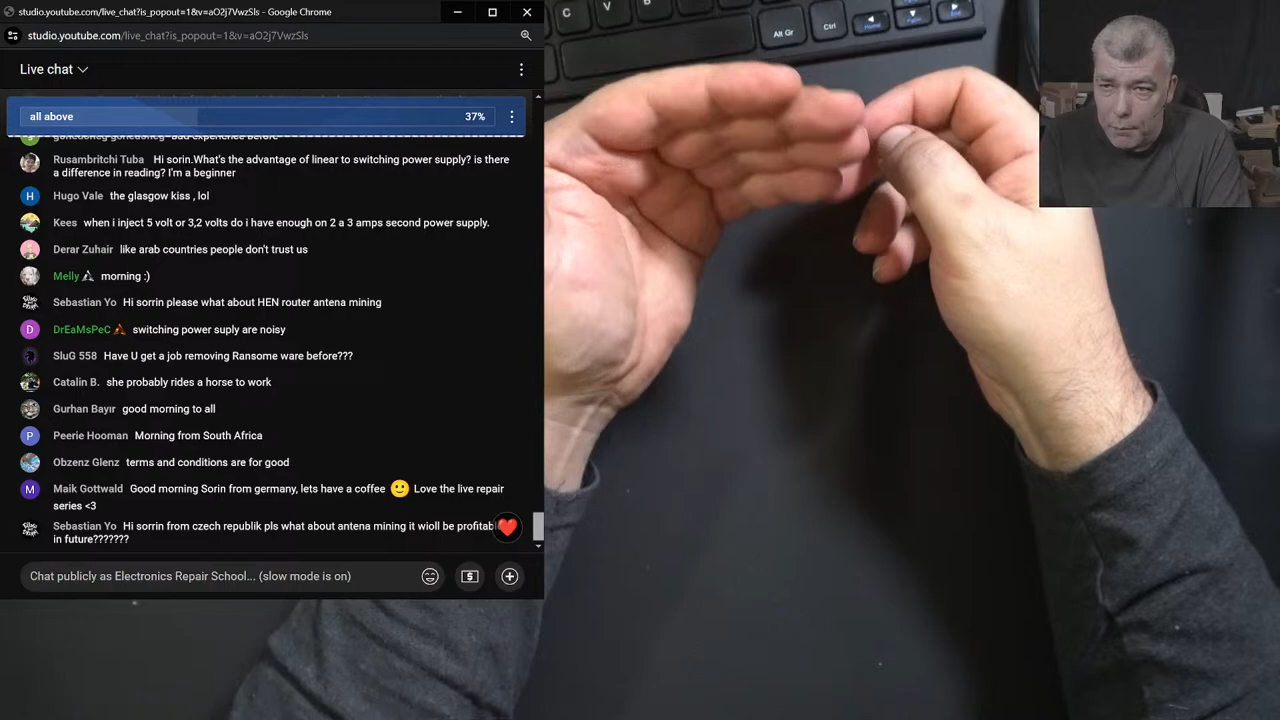 studio.youtube.com/live_chat?is_popout=1&v=aO2j7VwzSIs - Google Chrome
studio.youtube.com/live_chat?is_popout=1&v=aO2j7VwzSIs
Live chat
all above 37%
add experience before
Rusambritchi Tuba Hi sorin.What's the advantage of linear to switching power supply? is there
a difference in reading? I'm a beginner
H Hugo Vale the glasgow kiss , lol
Kees when i inject 5 volt or 3,2 volts do i have enough on 2 a 3 amps second power supply.
Derar Zuhair like arab countries people don't trust us
Melly morning :)
Sebastian Yo Hi sorrin please what about HEN router antena mining
D DrEaMsPeC switching power suply are noisy
SluG 558 Have U get a job removing Ransome ware before???
Catalin B. she probably rides a horse to work
Gurhan Bayır good morning to all
P Peerie Hooman Morning from South Africa
Obzenz Glenz terms and conditions are for good
M Maik Gottwald Good morning Sorin from germany, lets have a coffee 🙂 Love the live repair
series <3
Sebastian Yo Hi sorrin from czech republik pls what about antena mining it wioll be
in future???????
Chat publicly as Electronics Repair School... (slow mode is on)
C V B
Alt Gr Ctrl Home End